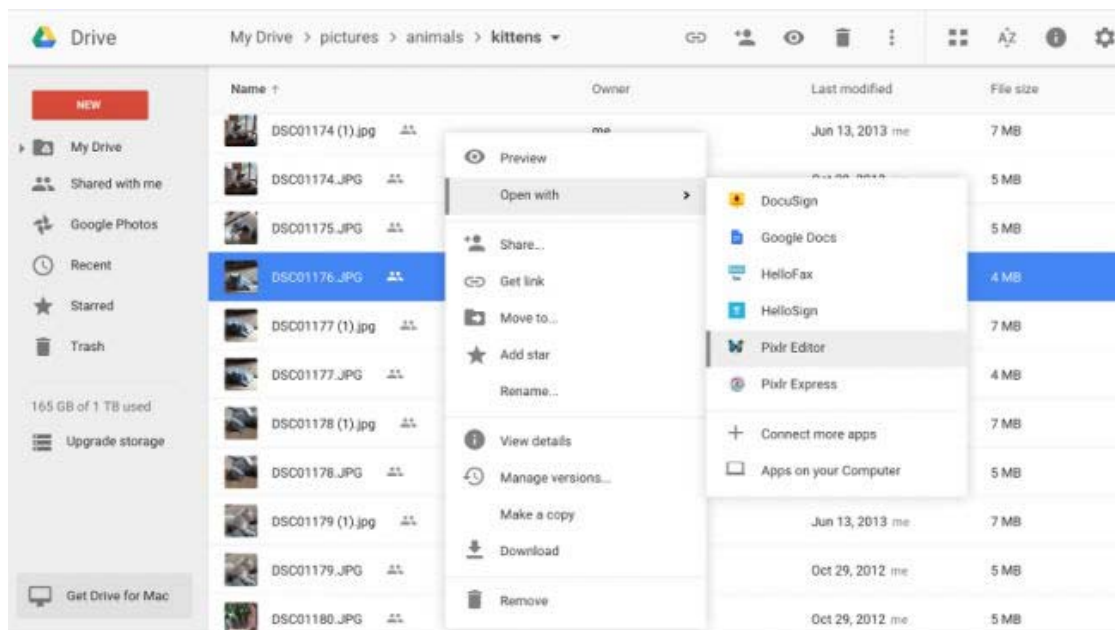 Drive
My Drive > pictures > animals > kittens
NEW
My Drive
Shared with me
Google Photos
Recent
Starred
Trash
165 GB of 1 TB used
Upgrade storage
Get Drive for Mac
Name ↑ Owner Last modified File size
DSC01174 (1).jpg me Jun 13, 2013 me 7 MB
DSC01174.JPG 5 MB
DSC01175.JPG 5 MB
DSC01176.JPG 4 MB
DSC01177 (1).jpg 7 MB
DSC01177.JPG 4 MB
DSC01178 (1).jpg 7 MB
DSC01178.JPG 5 MB
DSC01179 (1).jpg Jun 13, 2013 me 7 MB
DSC01179.JPG Oct 29, 2012 me 5 MB
DSC01180.JPG Oct 29, 2012 me 5 MB
Preview
Open with
Share...
Get link
Move to...
Add star
Rename...
View details
Manage versions...
Make a copy
Download
Remove
DocuSign
Google Docs
HelloFax
HelloSign
Pixlr Editor
Pixlr Express
Connect more apps
Apps on your Computer